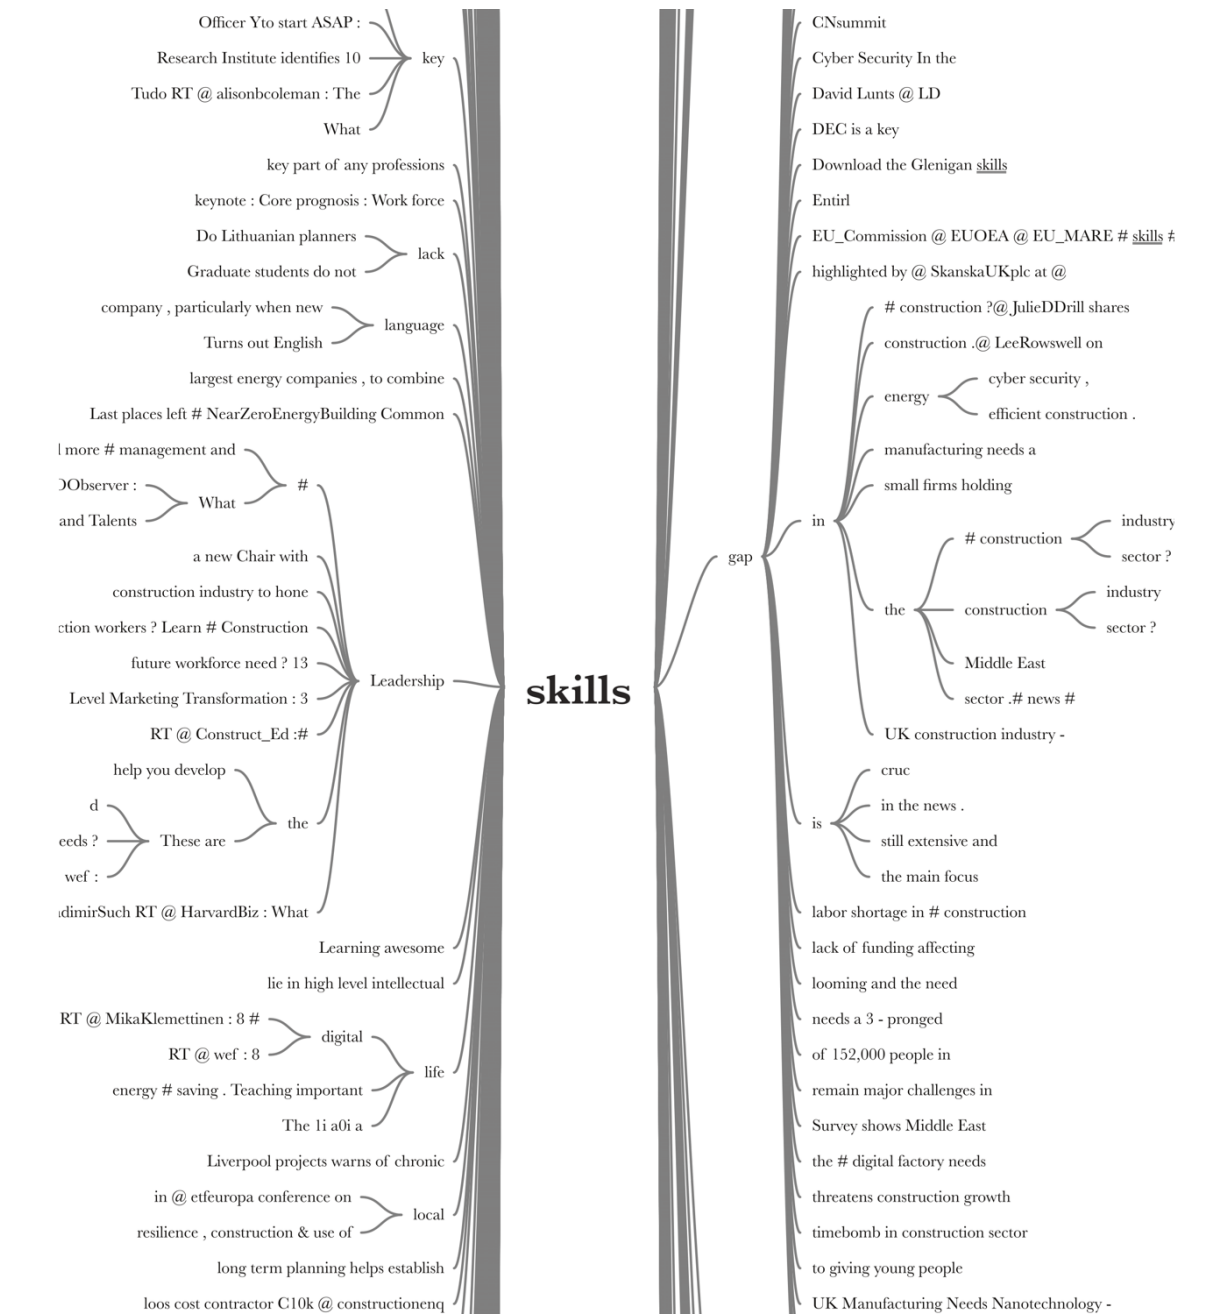 Officer Yto start ASAP :
Research Institute identifies 10
Tudo RT @ alisonbcoleman : The
What
key
key part of any professions
keynote : Core prognosis : Work force
Do Lithuanian planners
Graduate students do not
lack
company , particularly when new
Turns out English
language
largest energy companies , to combine
Last places left # NearZeroEnergyBuilding Common
more # management and
Observer :
and Talents
What
#
a new Chair with
construction industry to hone
ction workers ? Learn # Construction
future workforce need ? 13
Level Marketing Transformation : 3
RT @ Construct_Ed :#
help you develop
d
eeds ?
wef :
These are
the
dimirSuch RT @ HarvardBiz : What
Leadership
Learning awesome
lie in high level intellectual
RT @ MikaKlemettinen : 8 #
RT @ wef : 8
digital
energy # saving . Teaching important
The 1i a0i a
life
Liverpool projects warns of chronic
in @ etfeuropa conference on
resilience , construction & use of
local
long term planning helps establish
loos cost contractor C10k @ constructionenq
skills
gap
CNsummit
Cyber Security In the
David Lunts @ LD
DEC is a key
Download the Glenigan skills
Entirl
EU_Commission @ EUOEA @ EU_MARE # skills #
highlighted by @ SkanskaUKplc at @
in
# construction ?@ JulieDDrill shares
construction .@ LeeRowswell on
energy
cyber security ,
efficient construction .
manufacturing needs a
small firms holding
the
# construction
industry
sector ?
construction
industry
sector ?
Middle East
sector .# news #
UK construction industry -
is
cruc
in the news .
still extensive and
the main focus
labor shortage in # construction
lack of funding affecting
looming and the need
needs a 3 - pronged
of 152,000 people in
remain major challenges in
Survey shows Middle East
the # digital factory needs
threatens construction growth
timebomb in construction sector
to giving young people
UK Manufacturing Needs Nanotechnology -